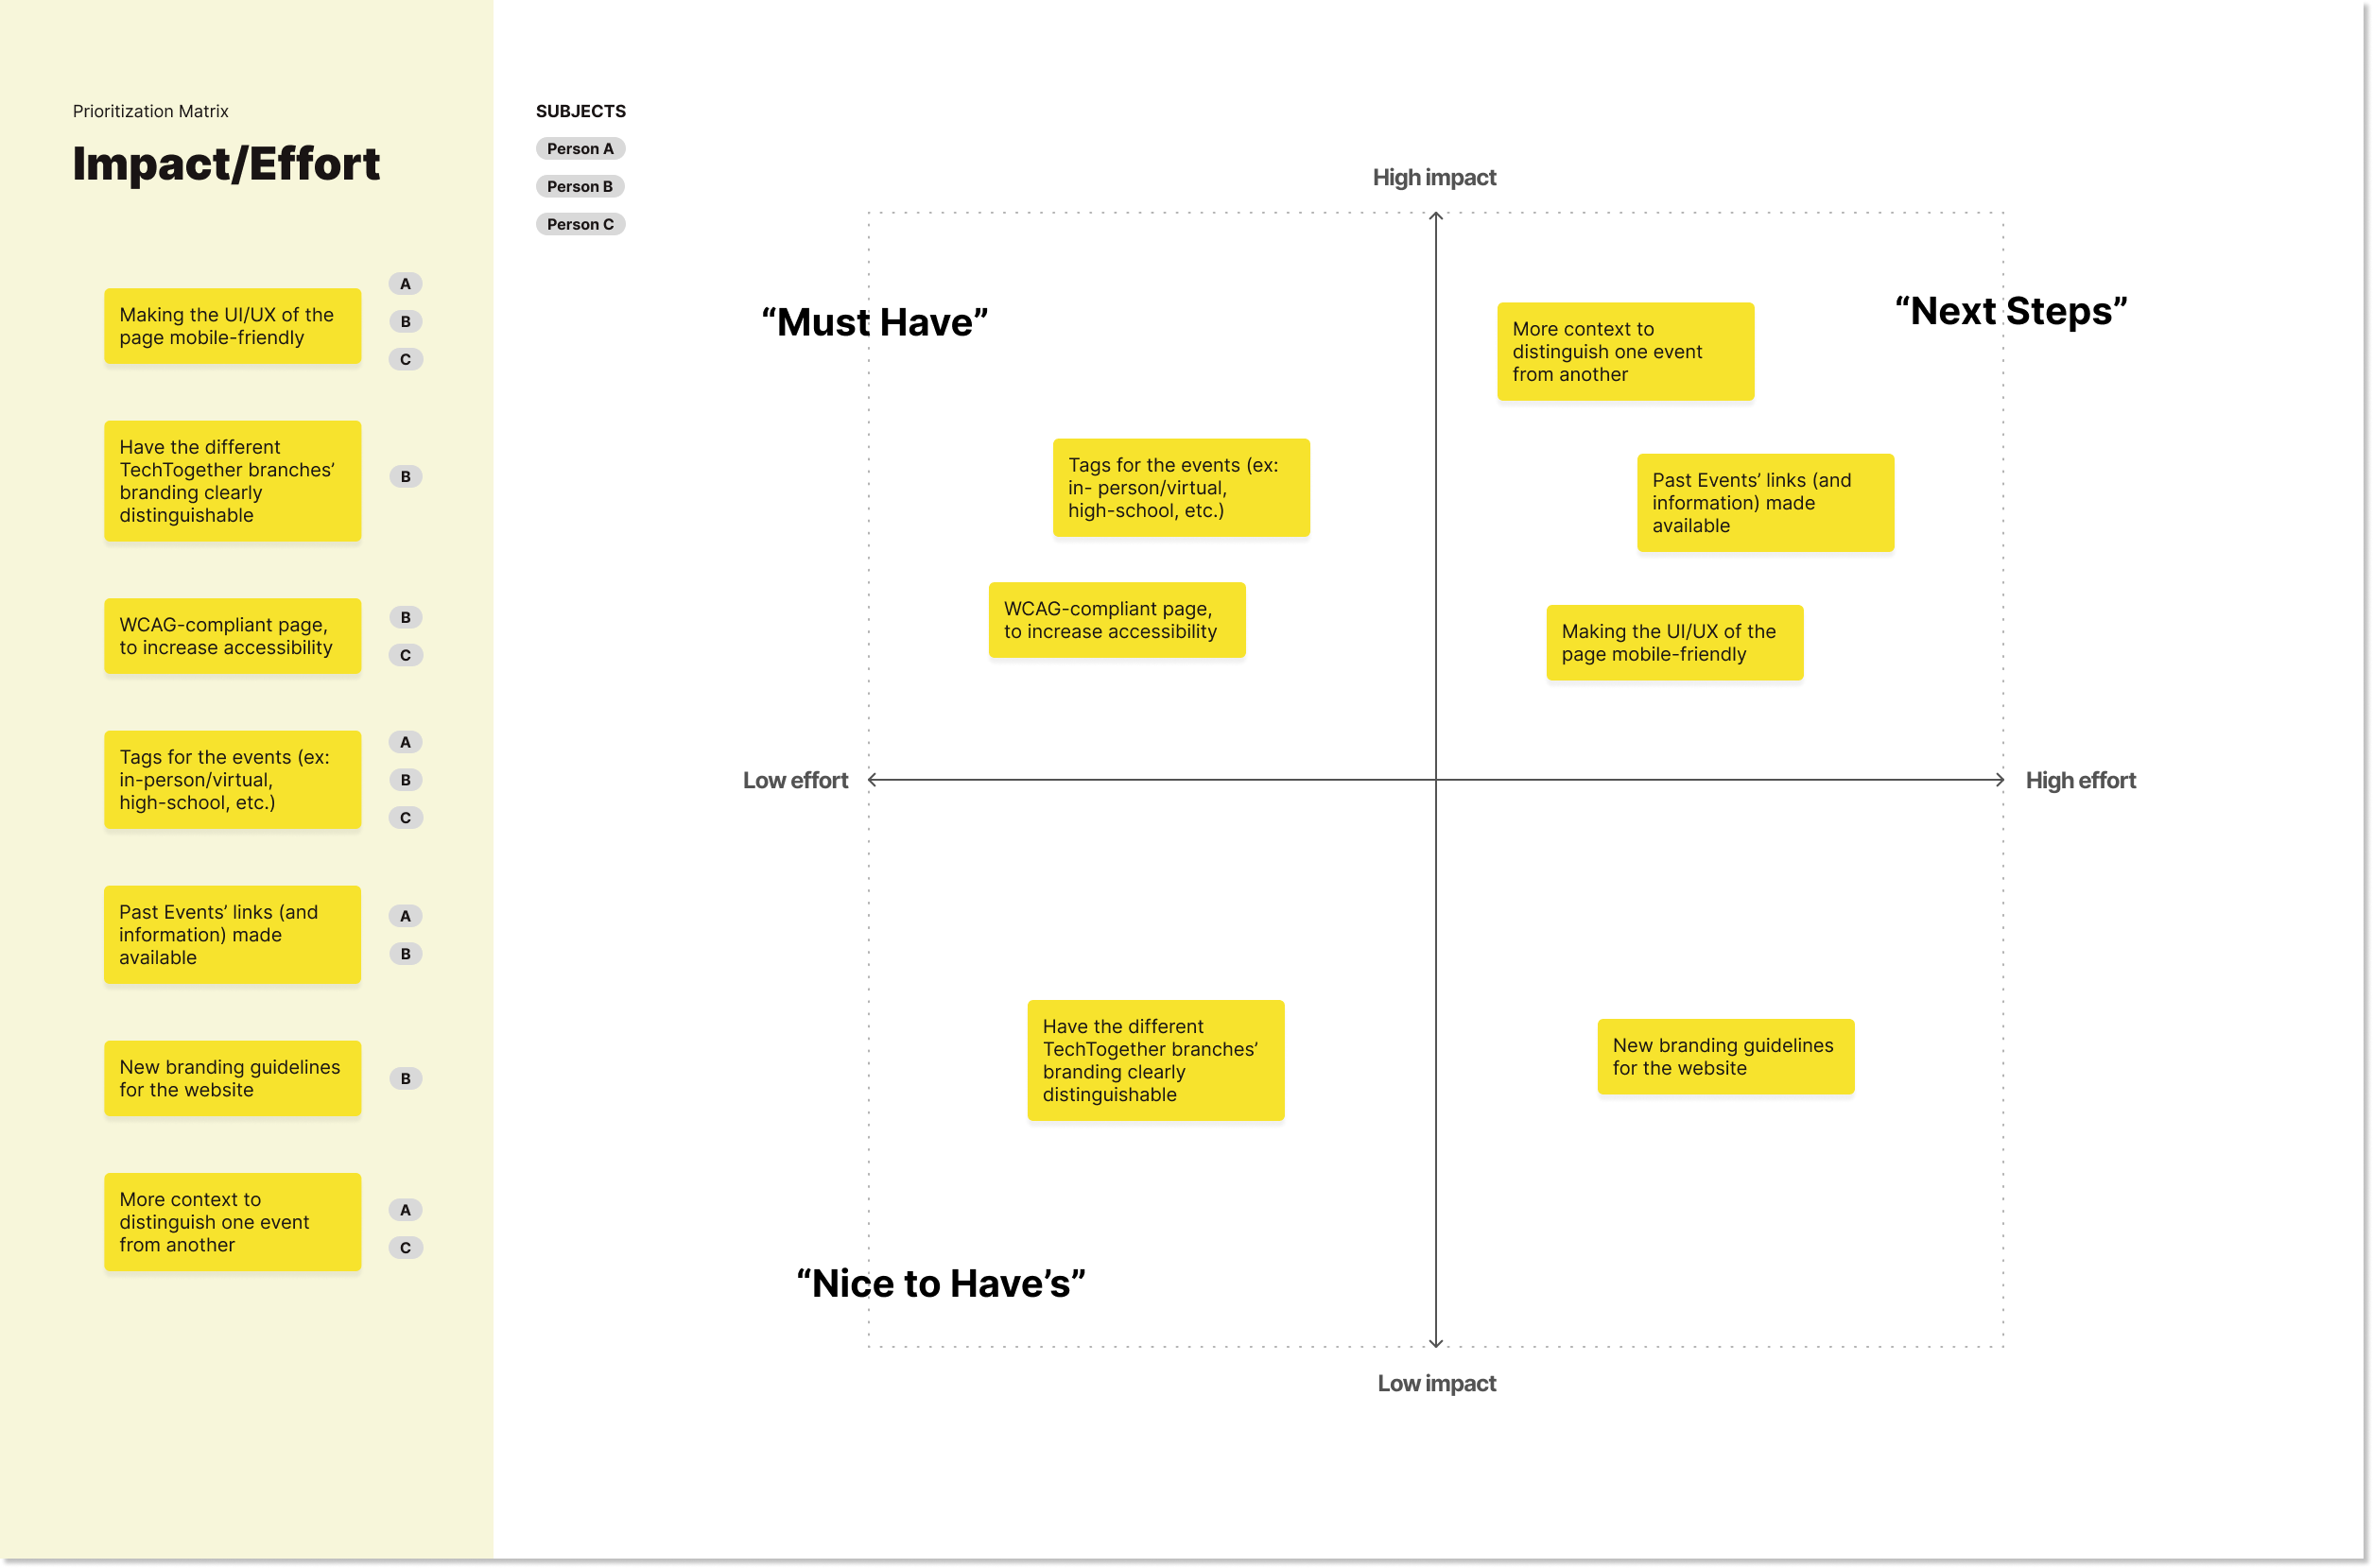 Prioritization Matrix
Impact/Effort
Making the UI/UX of the
page mobile-friendly
A
B
C
Have the different
TechTogether branches’
branding clearly
distinguishable
B
WCAG-compliant page,
to increase accessibility
B
C
Tags for the events (ex:
in-person/virtual,
high-school, etc.)
A
B
C
Past Events’ links (and
information) made
available
A
B
New branding guidelines
for the website
B
More context to
distinguish one event
from another
A
C
SUBJECTS
Person A
Person B
Person C
High impact
“Must Have”
“Next Steps”
More context to
distinguish one event
from another
Tags for the events (ex:
in- person/virtual,
high-school, etc.)
Past Events’ links (and
information) made
available
WCAG-compliant page,
to increase accessibility
Making the UI/UX of the
page mobile-friendly
Low effort
High effort
Have the different
TechTogether branches’
branding clearly
distinguishable
New branding guidelines
for the website
“Nice to Have’s”
Low impact